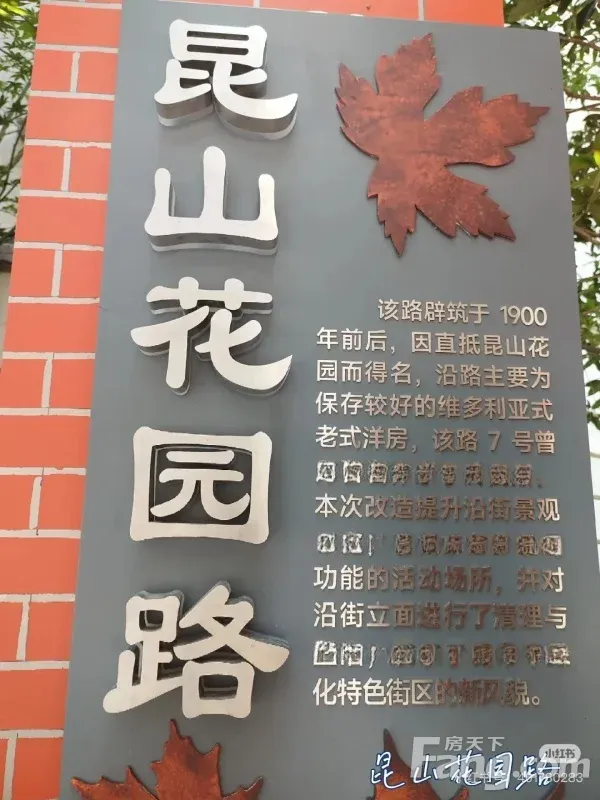 昆山花园路
该路辟筑于 1900
年前后，因直抵昆山花
园而得名，沿路主要为
保存较好的维多利亚式
老式洋房，该路 7 号曾
本次改造提升沿街景观
功能的活动场所，并对
沿街立面进行了清理与
化特色街区的新风貌。
昆山花园路
房天下
小红书